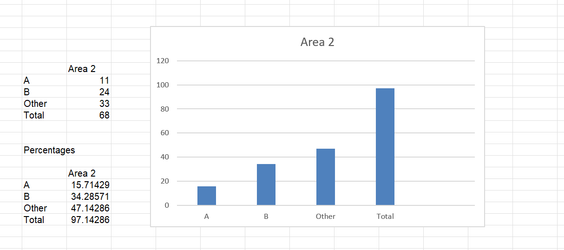 Area 2
A 11
B 24
Other 33
Total 68
Percentages
Area 2
A 15.71429
B 34.28571
Other 47.14286
Total 97.14286
Area 2
120
100
80
60
40
20
0
A B Other Total